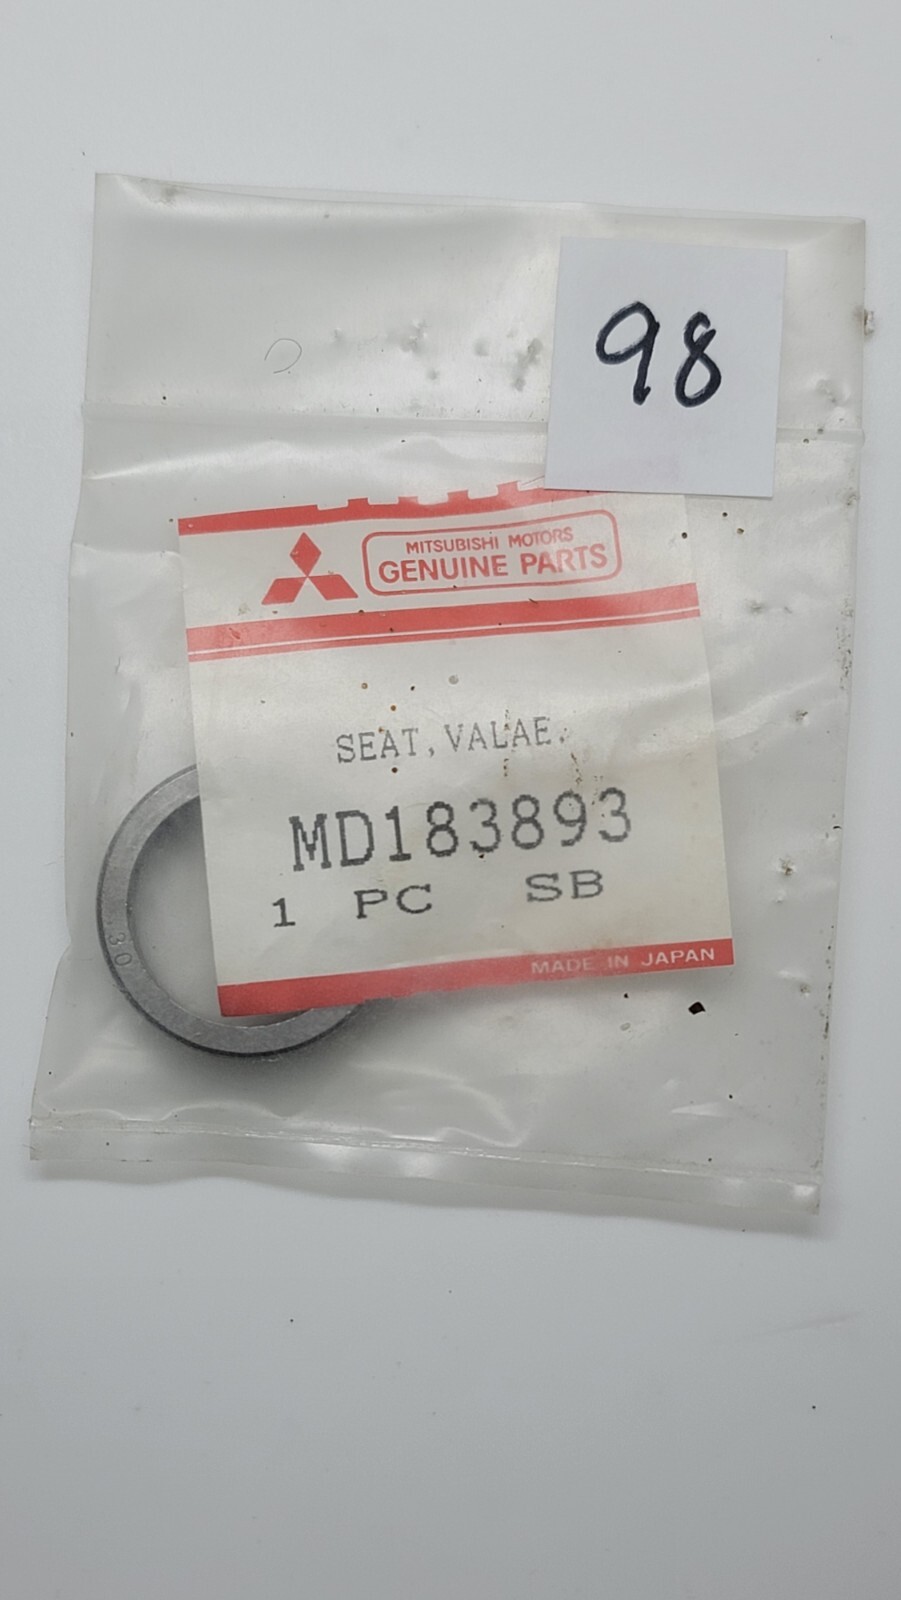 98
MITSUBISHI MOTORS
GENUINE PARTS
SEAT, VALAE.
MD183893
1 PC SB
30
MADE IN JAPAN